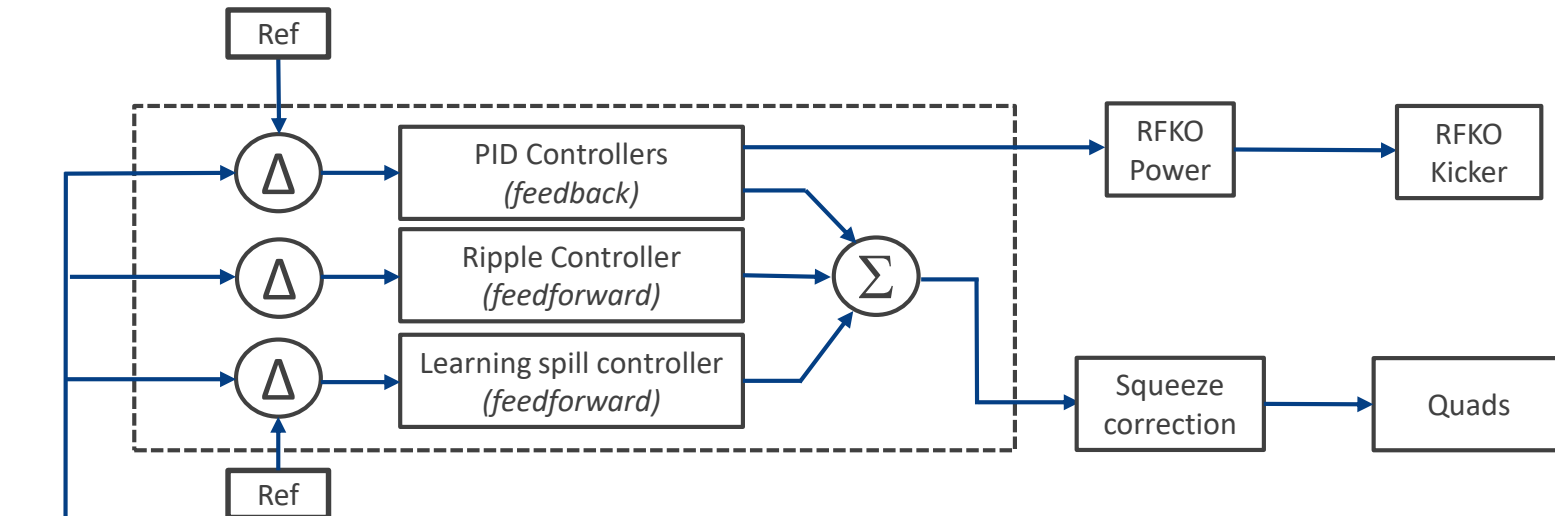 Ref
Δ
PID Controllers
(feedback)
RFKO
Power
RFKO
Kicker
Δ
Ripple Controller
(feedforward)
Σ
Δ
Learning spill controller
(feedforward)
Squeeze
correction
Quads
Ref